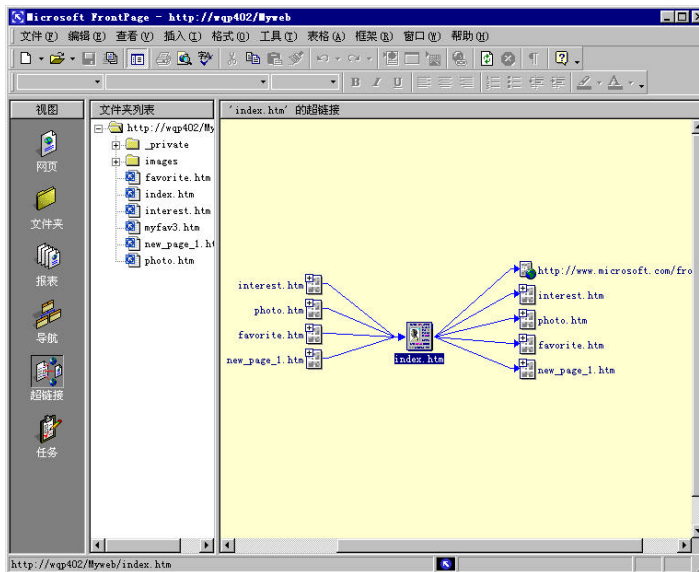 Microsoft FrontPage - http://wqp402/Myweb
文件(F) 编辑(E) 查看(V) 插入(I) 格式(O) 工具(T) 表格(A) 框架(R) 窗口(W) 帮助(H)
B I U
视图
网页
文件夹
报表
导航
超链接
任务
文件夹列表
http://wqp402/My
_private
images
favorite.htm
index.htm
interest.htm
myfav3.htm
new_page_1.ht
photo.htm
'index.htm' 的超链接
interest.htm
photo.htm
favorite.htm
new_page_1.htm
index.htm
http://www.microsoft.com/fro
interest.htm
photo.htm
favorite.htm
new_page_1.htm
http://wqp402/Myweb/index.htm